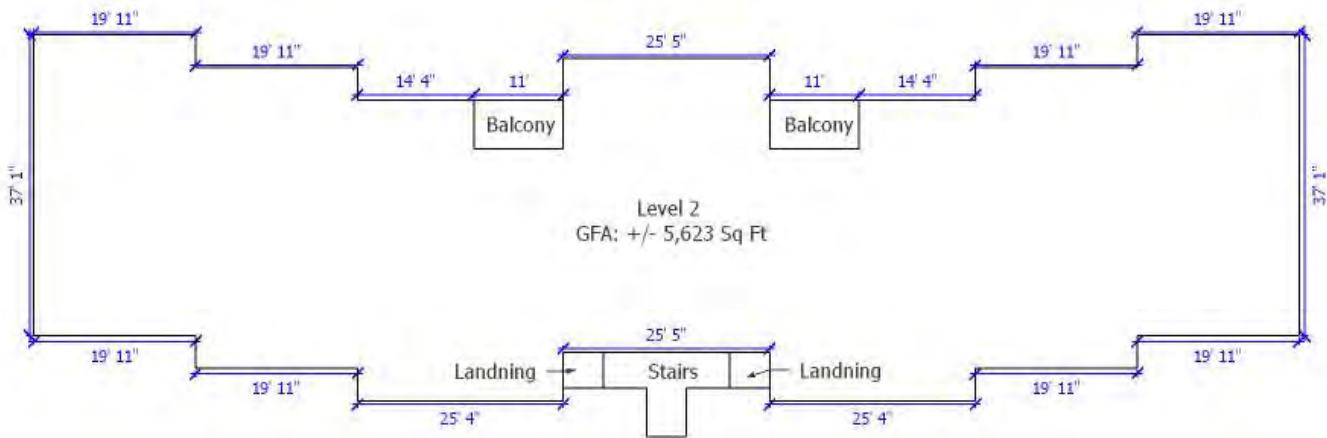 19' 11"
19' 11"
25' 5"
19' 11"
19' 11"
14' 4"
11'
11'
14' 4"
Balcony
Balcony
37' 1"
37' 1"
Level 2
GFA: +/- 5,623 Sq Ft
25' 5"
19' 11"
19' 11"
Landning
Stairs
Landning
19' 11"
19' 11"
25' 4"
25' 4"